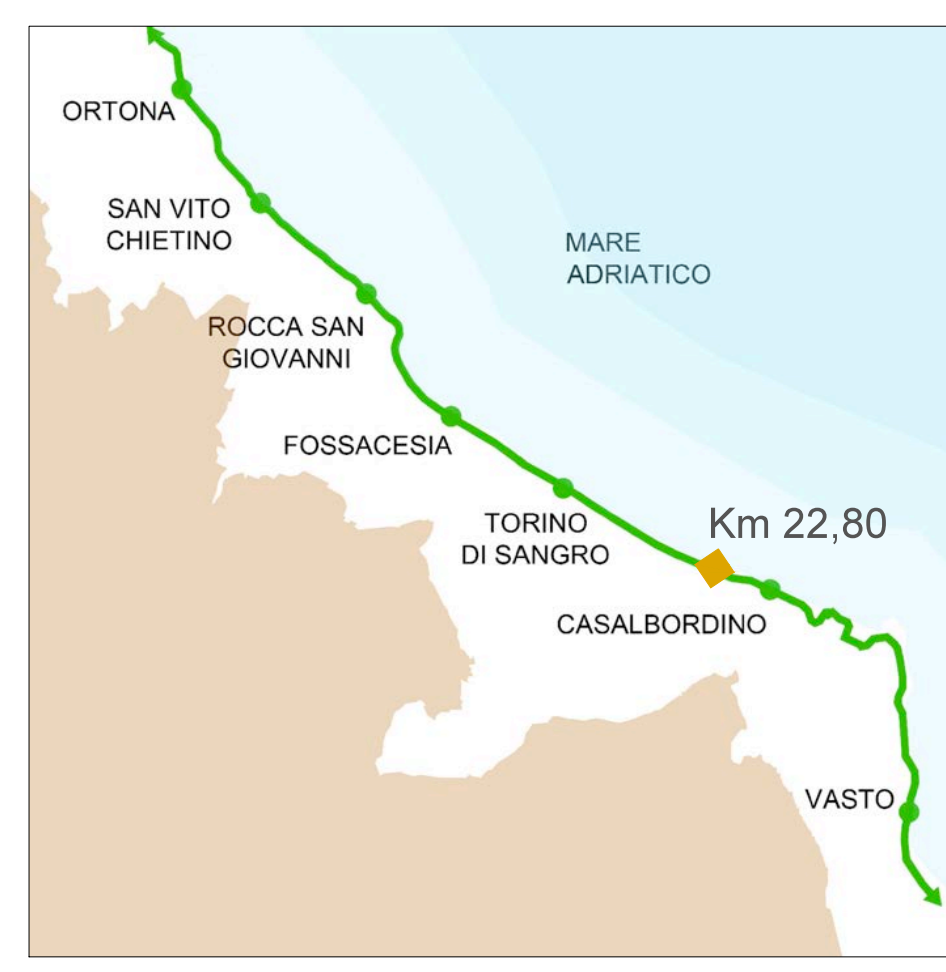 ORTONA
SAN VITO
CHIETINO
MARE
ADRIATICO
ROCCA SAN
GIOVANNI
FOSSACESIA
TORINO
DI SANGRO
Km 22,80
CASALBORDINO
VASTO